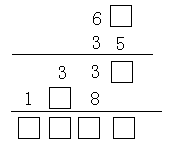 6 □
3 5
3 3 □
1 □ 8
□ □ □ □